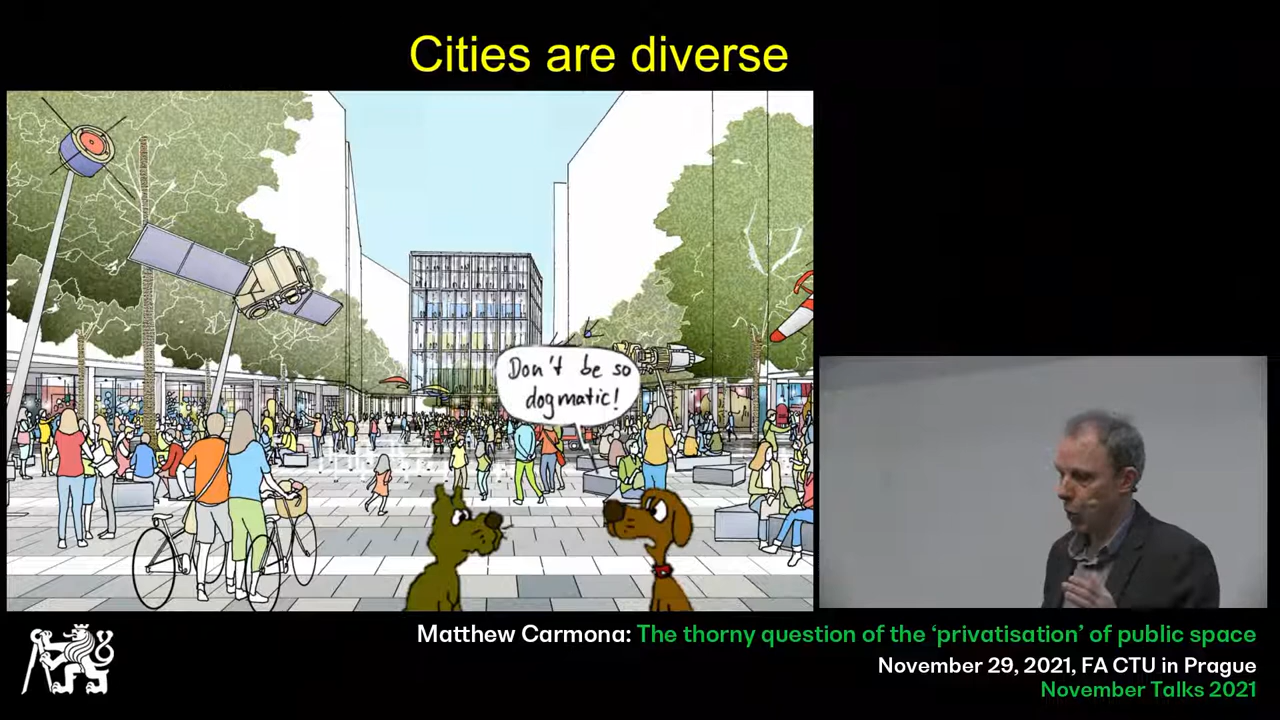 Cities are diverse
Don't be so
dogmatic!
Matthew Carmona: The thorny question of the ‘privatisation’ of public space
November 29, 2021, FA CTU in Prague
November Talks 2021